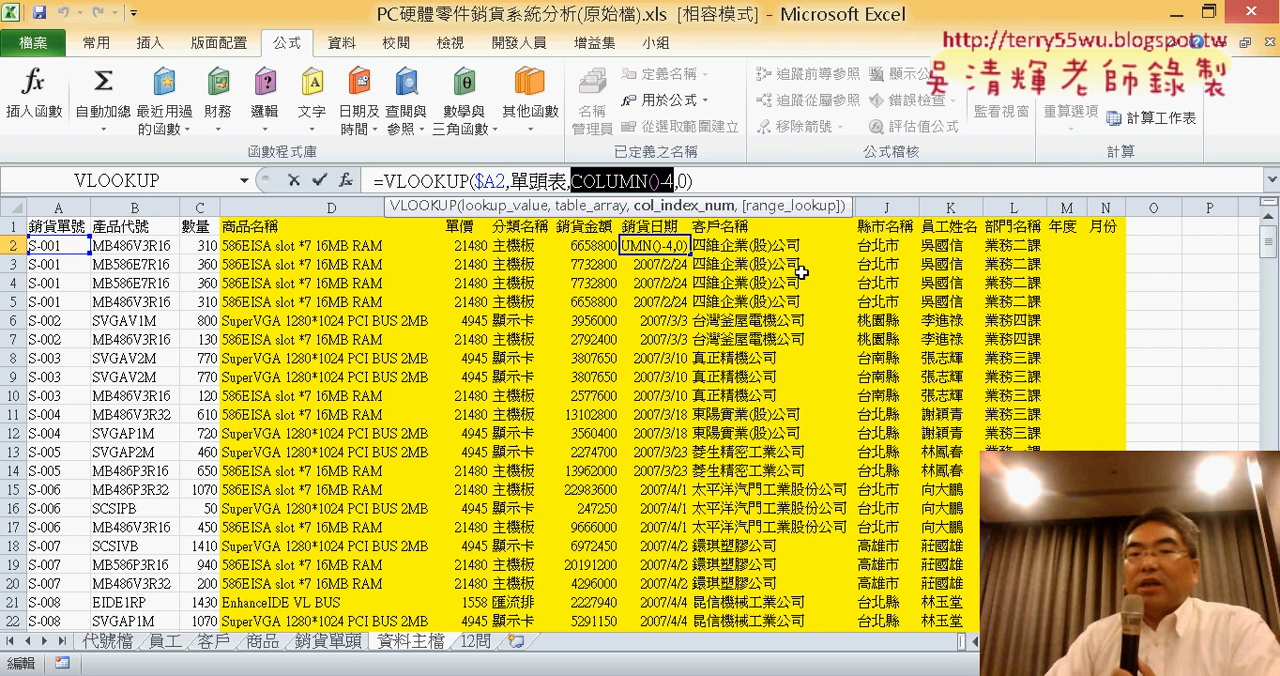 PC硬體零件銷貨系統分析(原始檔).xls [相容模式] - Microsoft Excel
檔案 常用 插入 版面配置 公式 資料 校閱 檢視 開發人員 增益集 小組
http://terry55wu.blogspot.tw
吳清輝老師錄製
插入函數 自動加總 最近用過的函數 財務 邏輯 文字 日期及時間 查閱與參照 數學與三角函數 其他函數
函數程式庫
名稱管理員 定義名稱 用於公式 從選取範圍建立
已定義之名稱
追蹤前導參照 追蹤從屬參照 移除箭號 顯示公 錯誤檢查 評估值公式 監看視窗
公式稽核
重算選項 計算工作表
計算
VLOOKUP =VLOOKUP($A2,單頭表,COLUMN()-4,0)
VLOOKUP(lookup_value, table_array, col_index_num, [range_lookup])
A B C D J K L M N O P
1 銷貨單號 產品代號 數量 商品名稱 單價 分類名稱 銷貨金額 銷貨日期 客戶名稱 縣市名稱 員工姓名 部門名稱 年度 月份
2 S-001 MB486V3R16 310 586EISA slot *7 16MB RAM 21480 主機板 6658800 UMN()-4,0) 四維企業(股)公司 台北市 吳國信 業務二課
3 S-001 MB586E7R16 360 586EISA slot *7 16MB RAM 21480 主機板 7732800 2007/2/24 四維企業(股)公司 台北市 吳國信 業務二課
4 S-001 MB586E7R16 360 586EISA slot *7 16MB RAM 21480 主機板 7732800 2007/2/24 四維企業(股)公司 台北市 吳國信 業務二課
5 S-001 MB486V3R16 310 586EISA slot *7 16MB RAM 21480 主機板 6658800 2007/2/24 四維企業(股)公司 台北市 吳國信 業務二課
6 S-002 SVGAV1M 800 SuperVGA 1280*1024 PCI BUS 2MB 4945 顯示卡 3956000 2007/3/3 台灣釜屋電機公司 桃園縣 李進祿 業務四課
7 S-002 MB486V3R16 130 SuperVGA 1280*1024 PCI BUS 2MB 21480 主機板 2792400 2007/3/3 台灣釜屋電機公司 桃園縣 李進祿 業務四課
8 S-003 SVGAV2M 770 SuperVGA 1280*1024 PCI BUS 2MB 4945 顯示卡 3807650 2007/3/10 真正精機公司 台南縣 張志輝 業務三課
9 S-003 SVGAV2M 770 SuperVGA 1280*1024 PCI BUS 2MB 4945 顯示卡 3807650 2007/3/10 真正精機公司 台南縣 張志輝 業務三課
10 S-003 MB486V3R16 120 586EISA slot *7 16MB RAM 21480 主機板 2577600 2007/3/10 真正精機公司 台南縣 張志輝 業務三課
11 S-004 MB486V3R32 610 586EISA slot *7 16MB RAM 21480 主機板 13102800 2007/3/18 東陽實業(股)公司 台北縣 謝穎青 業務三課
12 S-004 SVGAP1M 720 SuperVGA 1280*1024 PCI BUS 2MB 4945 顯示卡 3560400 2007/3/18 東陽實業(股)公司 台北縣 謝穎青 業務三課
13 S-005 SVGAP2M 460 SuperVGA 1280*1024 PCI BUS 2MB 4945 顯示卡 2274700 2007/3/23 菱生精密工業公司 台北縣 林鳳春 業務三課
14 S-005 MB486P3R16 650 586EISA slot *7 16MB RAM 21480 主機板 13962000 2007/3/23 菱生精密工業公司 台北縣 林鳳春
15 S-006 MB486P3R32 1070 586EISA slot *7 16MB RAM 21480 主機板 22983600 2007/4/1 太平洋汽門工業股份公司 台北市 向大鵬
16 S-006 SCSIPB 50 SuperVGA 1280*1024 PCI BUS 2MB 4945 顯示卡 247250 2007/4/1 太平洋汽門工業股份公司 台北市 向大鵬
17 S-006 MB486V3R16 450 586EISA slot *7 16MB RAM 21480 主機板 9666000 2007/4/1 太平洋汽門工業股份公司 台北市 向大鵬
18 S-007 SCSIVB 1410 SuperVGA 1280*1024 PCI BUS 2MB 4945 顯示卡 6972450 2007/4/2 鐶琪塑膠公司 高雄市 莊國雄
19 S-007 MB586P3R16 940 586EISA slot *7 16MB RAM 21480 主機板 20191200 2007/4/2 鐶琪塑膠公司 高雄市 莊國雄
20 S-007 MB486V3R32 200 586EISA slot *7 16MB RAM 21480 主機板 4296000 2007/4/2 鐶琪塑膠公司 高雄市 莊國雄
21 S-008 EIDE1RP 1430 EnhanceIDE VL BUS 1558 匯流排 2227940 2007/4/4 昆信機械工業公司 台北縣 林玉堂
22 S-008 SVGAP1M 1070 SuperVGA 1280*1024 PCI BUS 2MB 4945 顯示卡 5291150 2007/4/4 昆信機械工業公司 台北縣 林玉堂
代號檔 員工 客戶 商品 銷貨單頭 資料主檔 12問
編輯